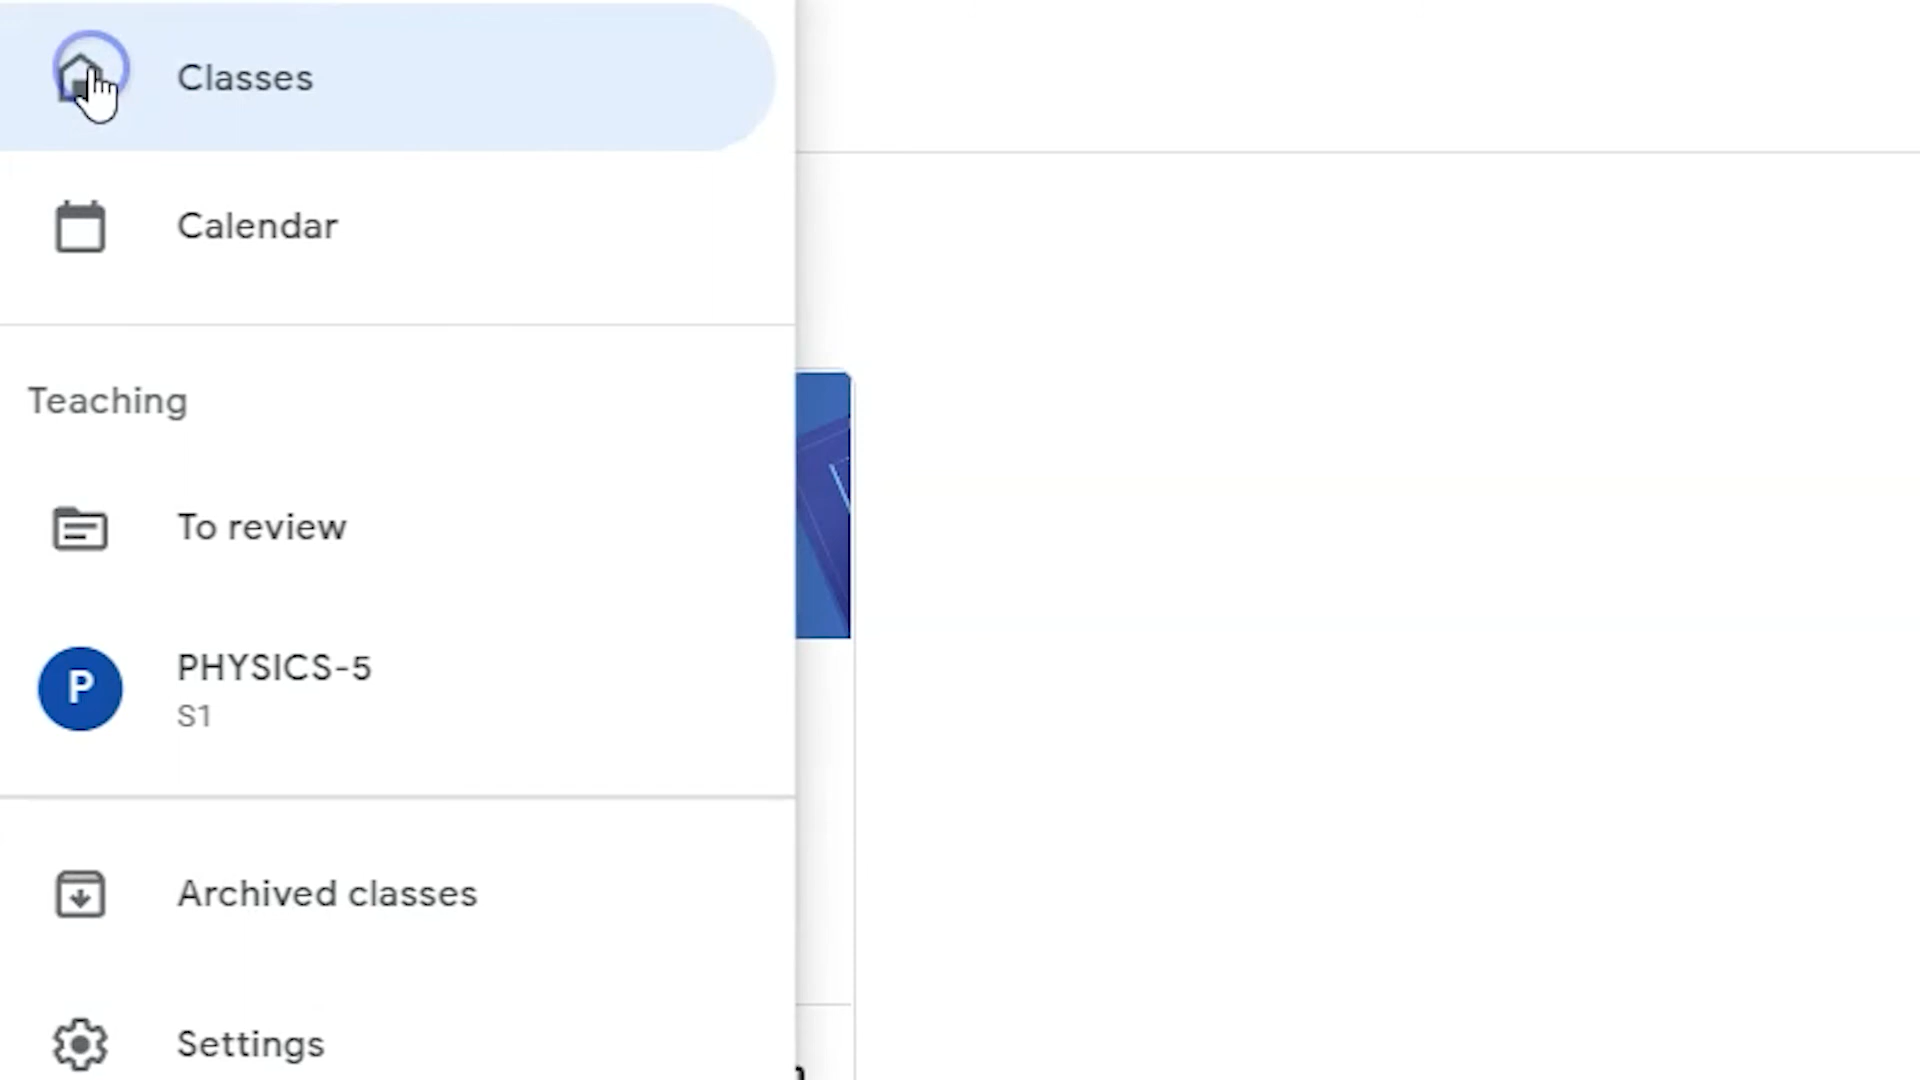 Classes
Calendar
Teaching
To review
P
PHYSICS-5
S1
Archived classes
Settings